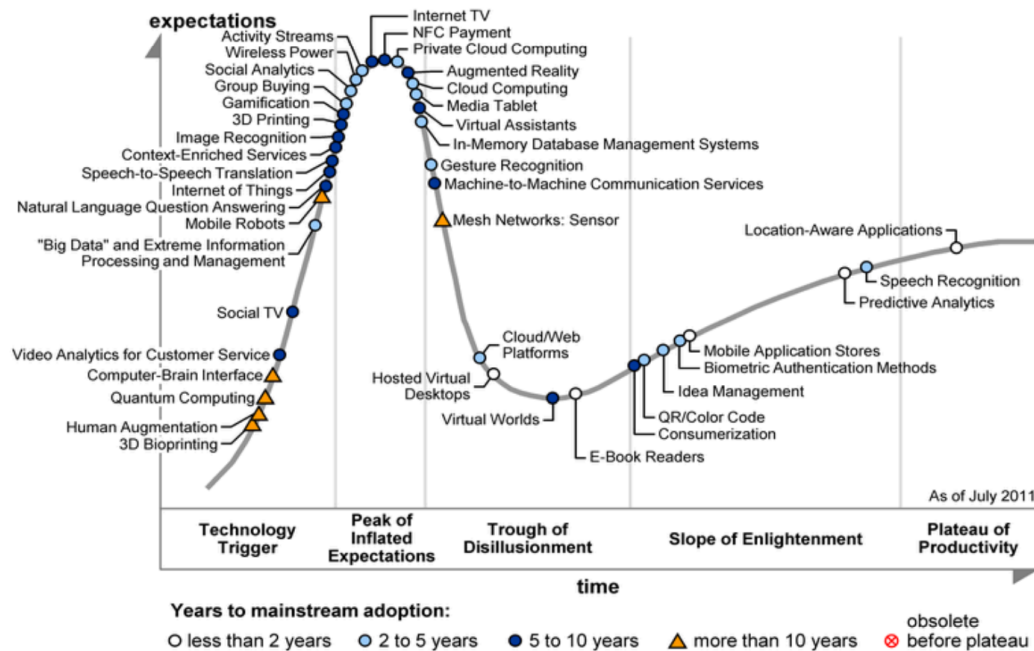 expectations
Internet TV
NFC Payment
Activity Streams
Private Cloud Computing
Wireless Power
Social Analytics
Augmented Reality
Group Buying
Cloud Computing
Gamification
Media Tablet
3D Printing
Virtual Assistants
Image Recognition
In-Memory Database Management Systems
Context-Enriched Services
Gesture Recognition
Speech-to-Speech Translation
Machine-to-Machine Communication Services
Internet of Things
Natural Language Question Answering
Mesh Networks: Sensor
Mobile Robots
Location-Aware Applications
"Big Data" and Extreme Information
Processing and Management
Speech Recognition
Predictive Analytics
Social TV
Cloud/Web
Platforms
Video Analytics for Customer Service
Mobile Application Stores
Computer-Brain Interface
Hosted Virtual
Desktops
Biometric Authentication Methods
Idea Management
Quantum Computing
Virtual Worlds
QR/Color Code
Human Augmentation
Consumerization
3D Bioprinting
E-Book Readers
As of July 2011
Technology
Trigger
Peak of
Inflated
Expectations
Trough of
Disillusionment
Slope of Enlightenment
Plateau of
Productivity
time
Years to mainstream adoption:
less than 2 years
2 to 5 years
5 to 10 years
more than 10 years
obsolete
before plateau